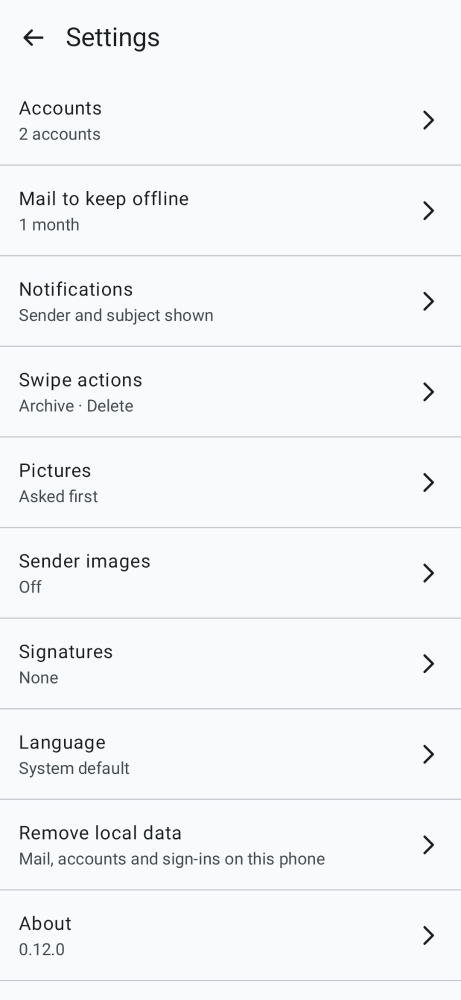 Settings
Accounts
2 accounts
Mail to keep offline
1 month
Notifications
Sender and subject shown
Swipe actions
Archive · Delete
Pictures
Asked first
Sender images
Off
Signatures
None
Language
System default
Remove local data
Mail, accounts and sign-ins on this phone
About
0.12.0